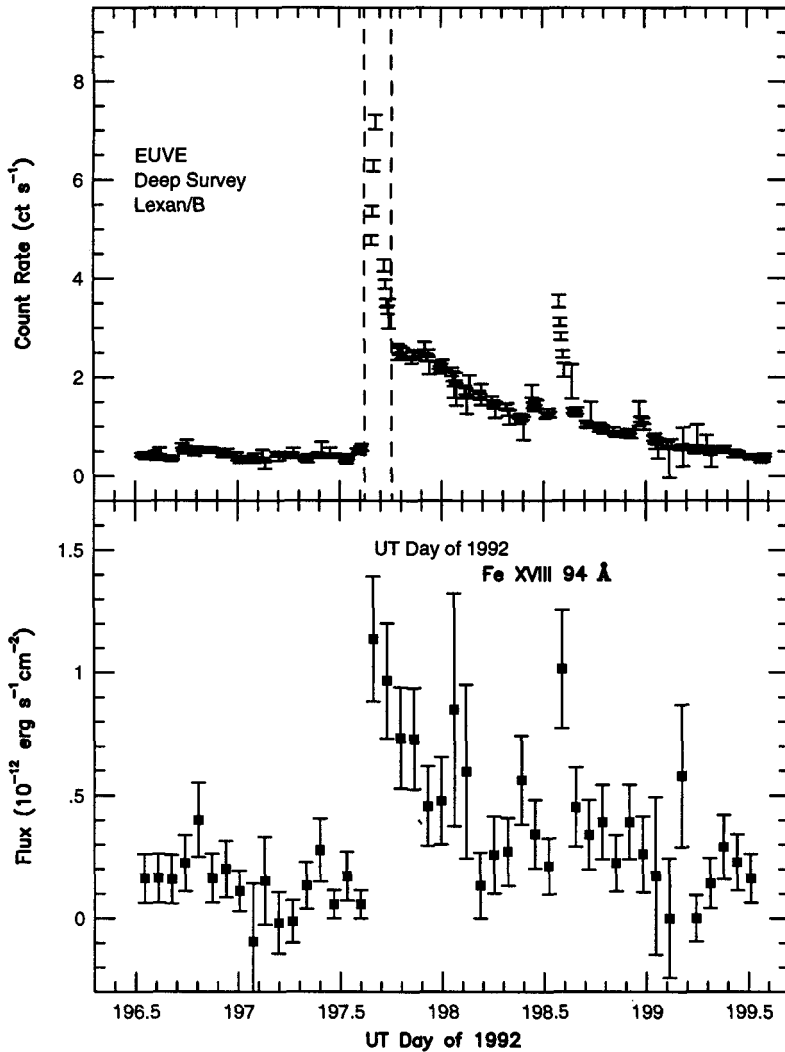 8
6
4
2
0
Count Rate (ct s⁻¹)
EUVE
Deep Survey
Lexan/B
UT Day of 1992
Fe XVIII 94 Å
1.5
1
.5
0
Flux (10⁻¹² erg s⁻¹cm⁻²)
196.5 197 197.5 198 198.5 199 199.5
UT Day of 1992